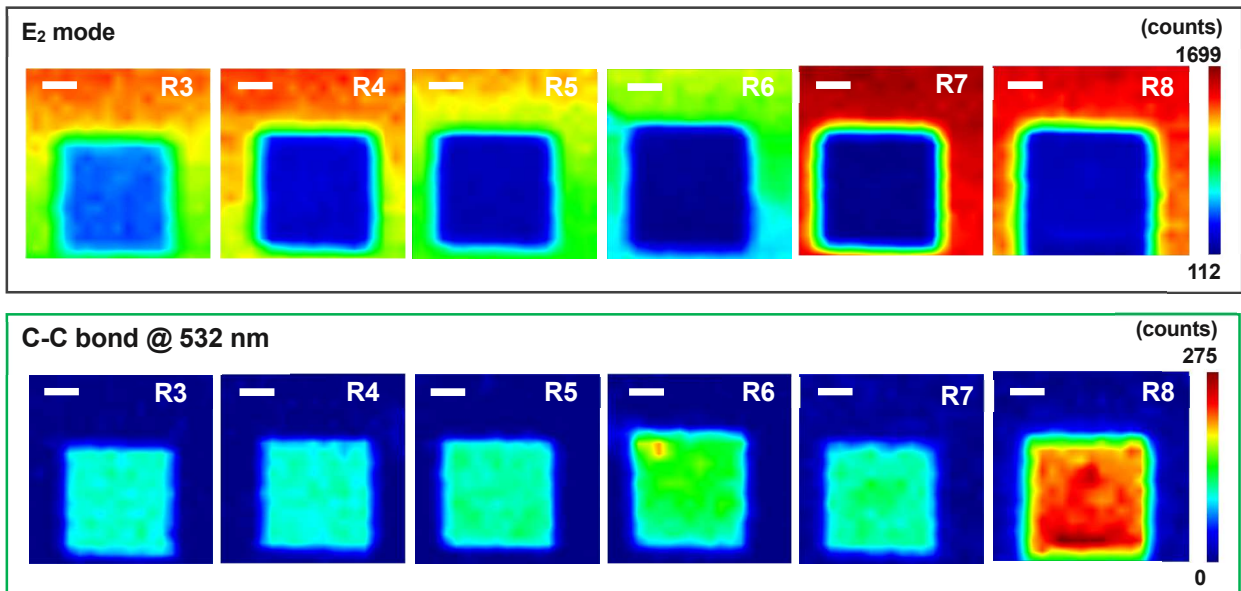 E₂ mode
(counts)
1699
R3 R4 R5 R6 R7 R8
112
C-C bond @ 532 nm
(counts)
275
R3 R4 R5 R6 R7 R8
0